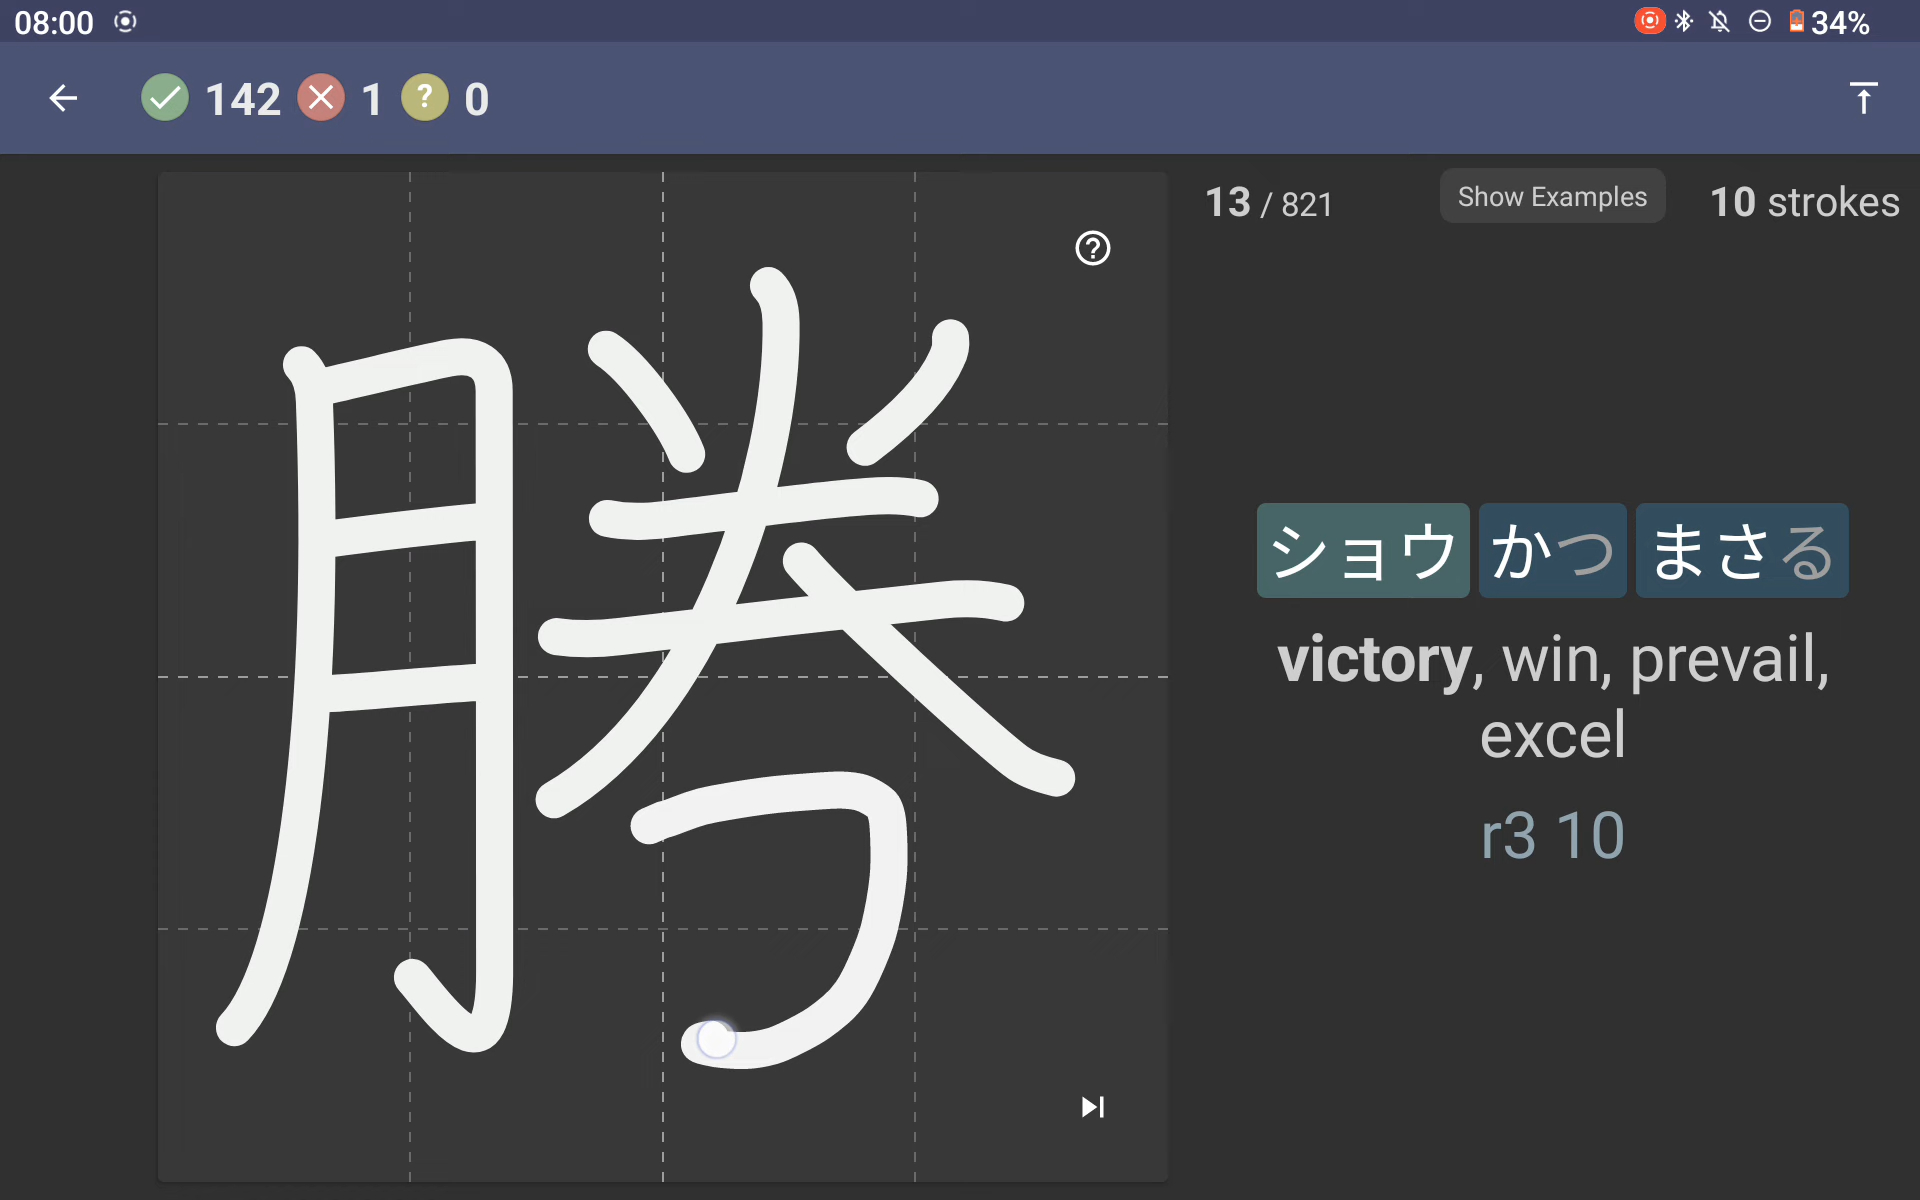 08:00 34%
142 1 ? 0
13 / 821 Show Examples 10 strokes
勝
ショウ かつ まさる
victory, win, prevail,
excel
r3 10